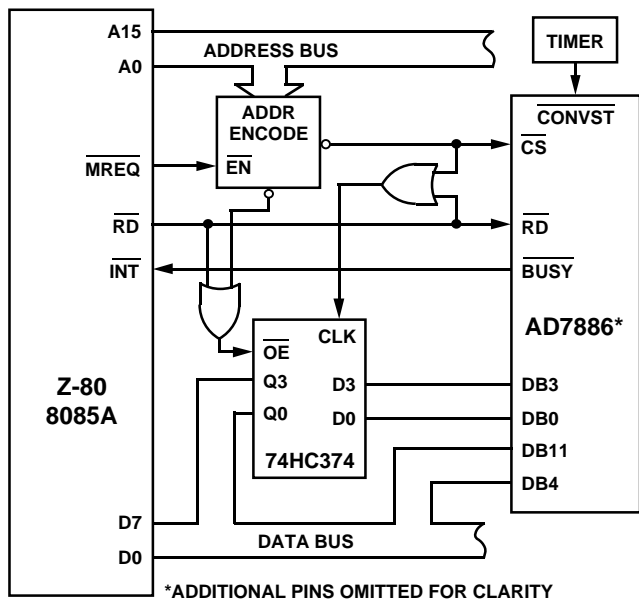 A15
ADDRESS BUS
A0
TIMER
ADDR
ENCODE
EN
MREQ
RD
INT
Z-80
8085A
D7
D0
CONVST
CS
RD
BUSY
AD7886*
DB3
DB0
DB11
DB4
CLK
OE
Q3
Q0
D3
D0
74HC374
DATA BUS
*ADDITIONAL PINS OMITTED FOR CLARITY